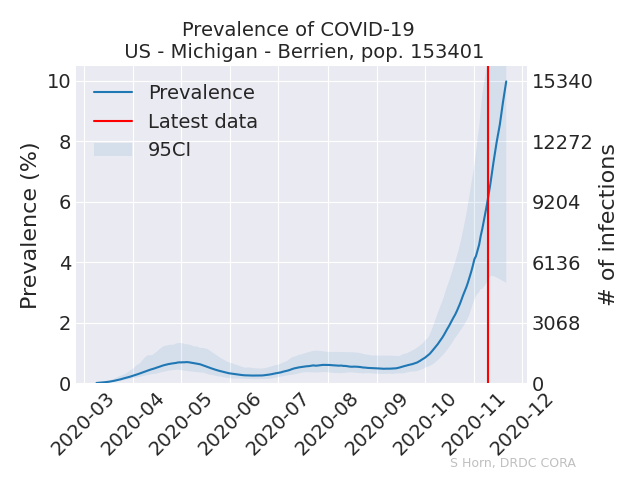 Prevalence of COVID-19
US - Michigan - Berrien, pop. 153401
Prevalence
Latest data
95CI
Prevalence (%)
10
8
6
4
2
0
15340
12272
9204
6136
3068
0
# of infections
2020-03
2020-04
2020-05
2020-06
2020-07
2020-08
2020-09
2020-10
2020-11
2020-12
S Horn, DRDC CORA